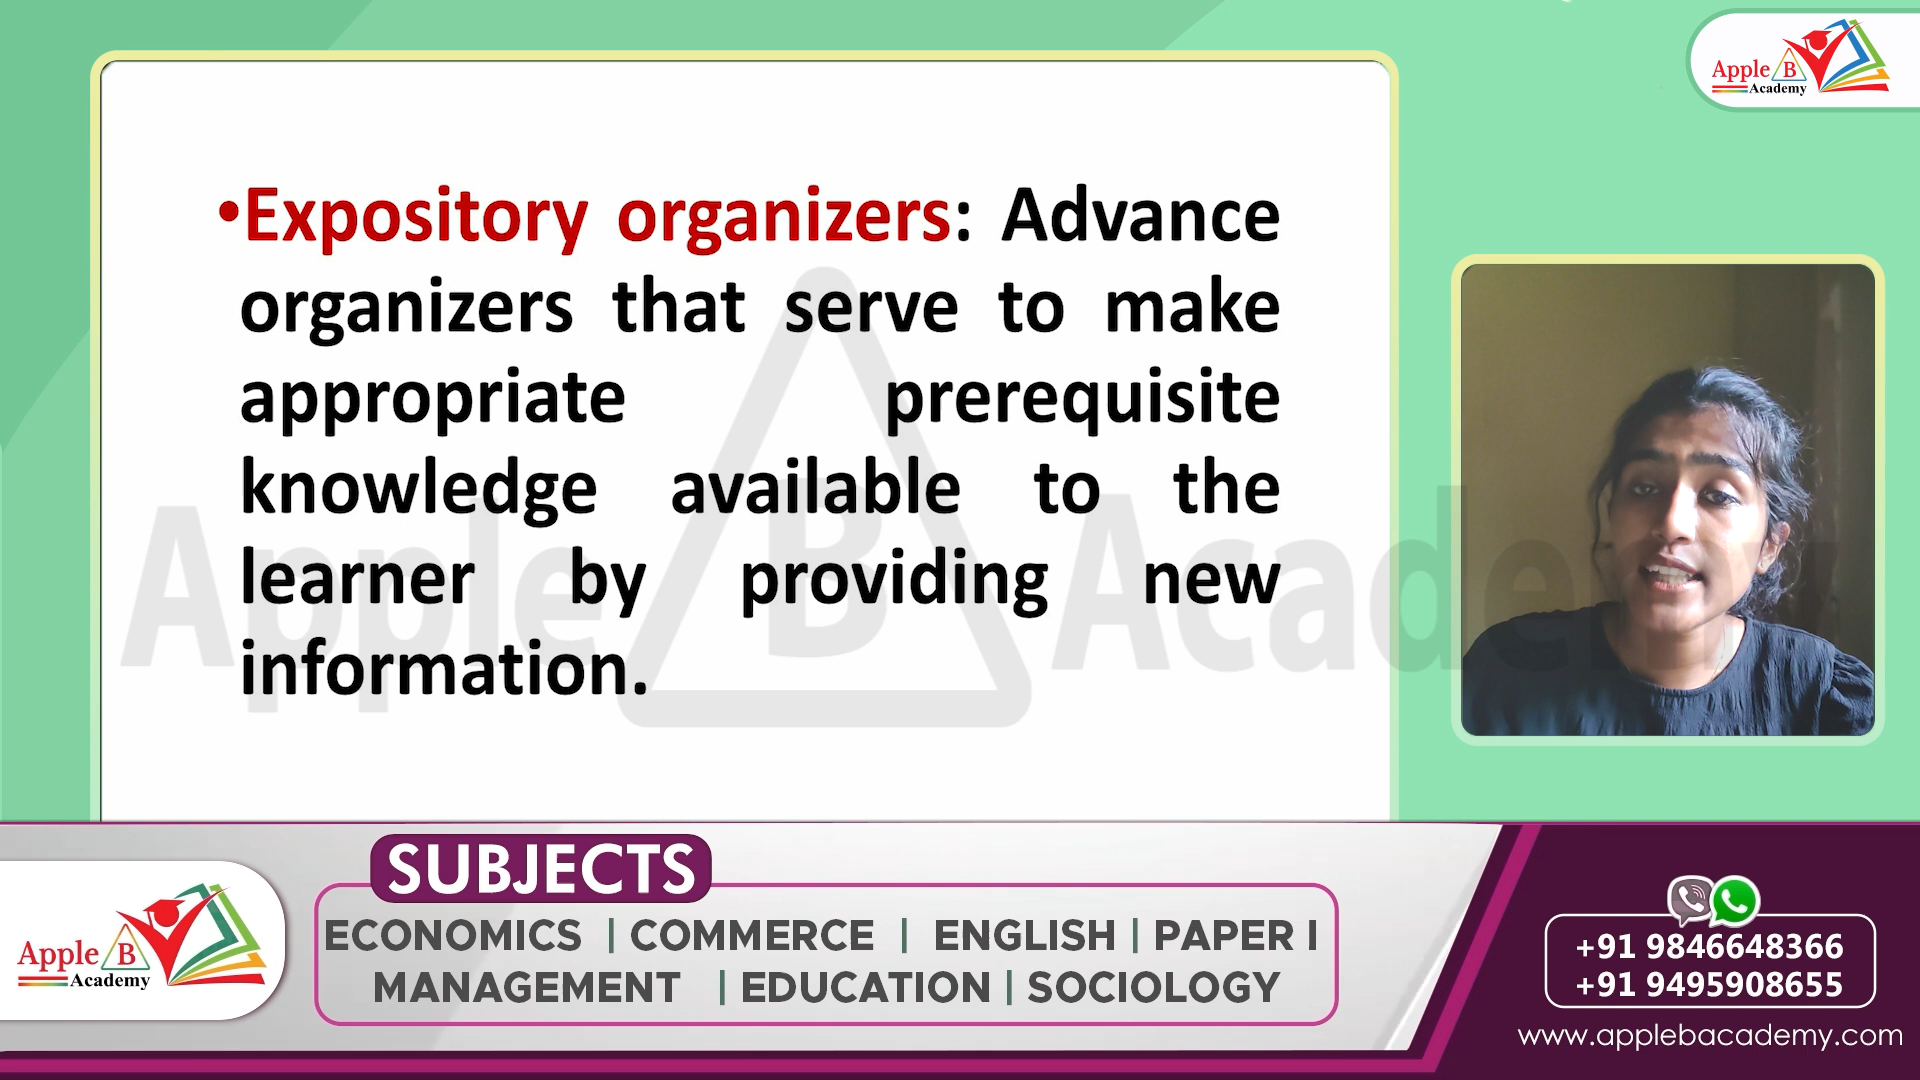 Apple B
Academy
•Expository organizers: Advance
organizers that serve to make
appropriate prerequisite
knowledge available to the
learner by providing new
information.
Apple B Academy
SUBJECTS
ECONOMICS | COMMERCE | ENGLISH | PAPER I
MANAGEMENT | EDUCATION | SOCIOLOGY
Apple B
Academy
+91 9846648366
+91 9495908655
www.applebacademy.com